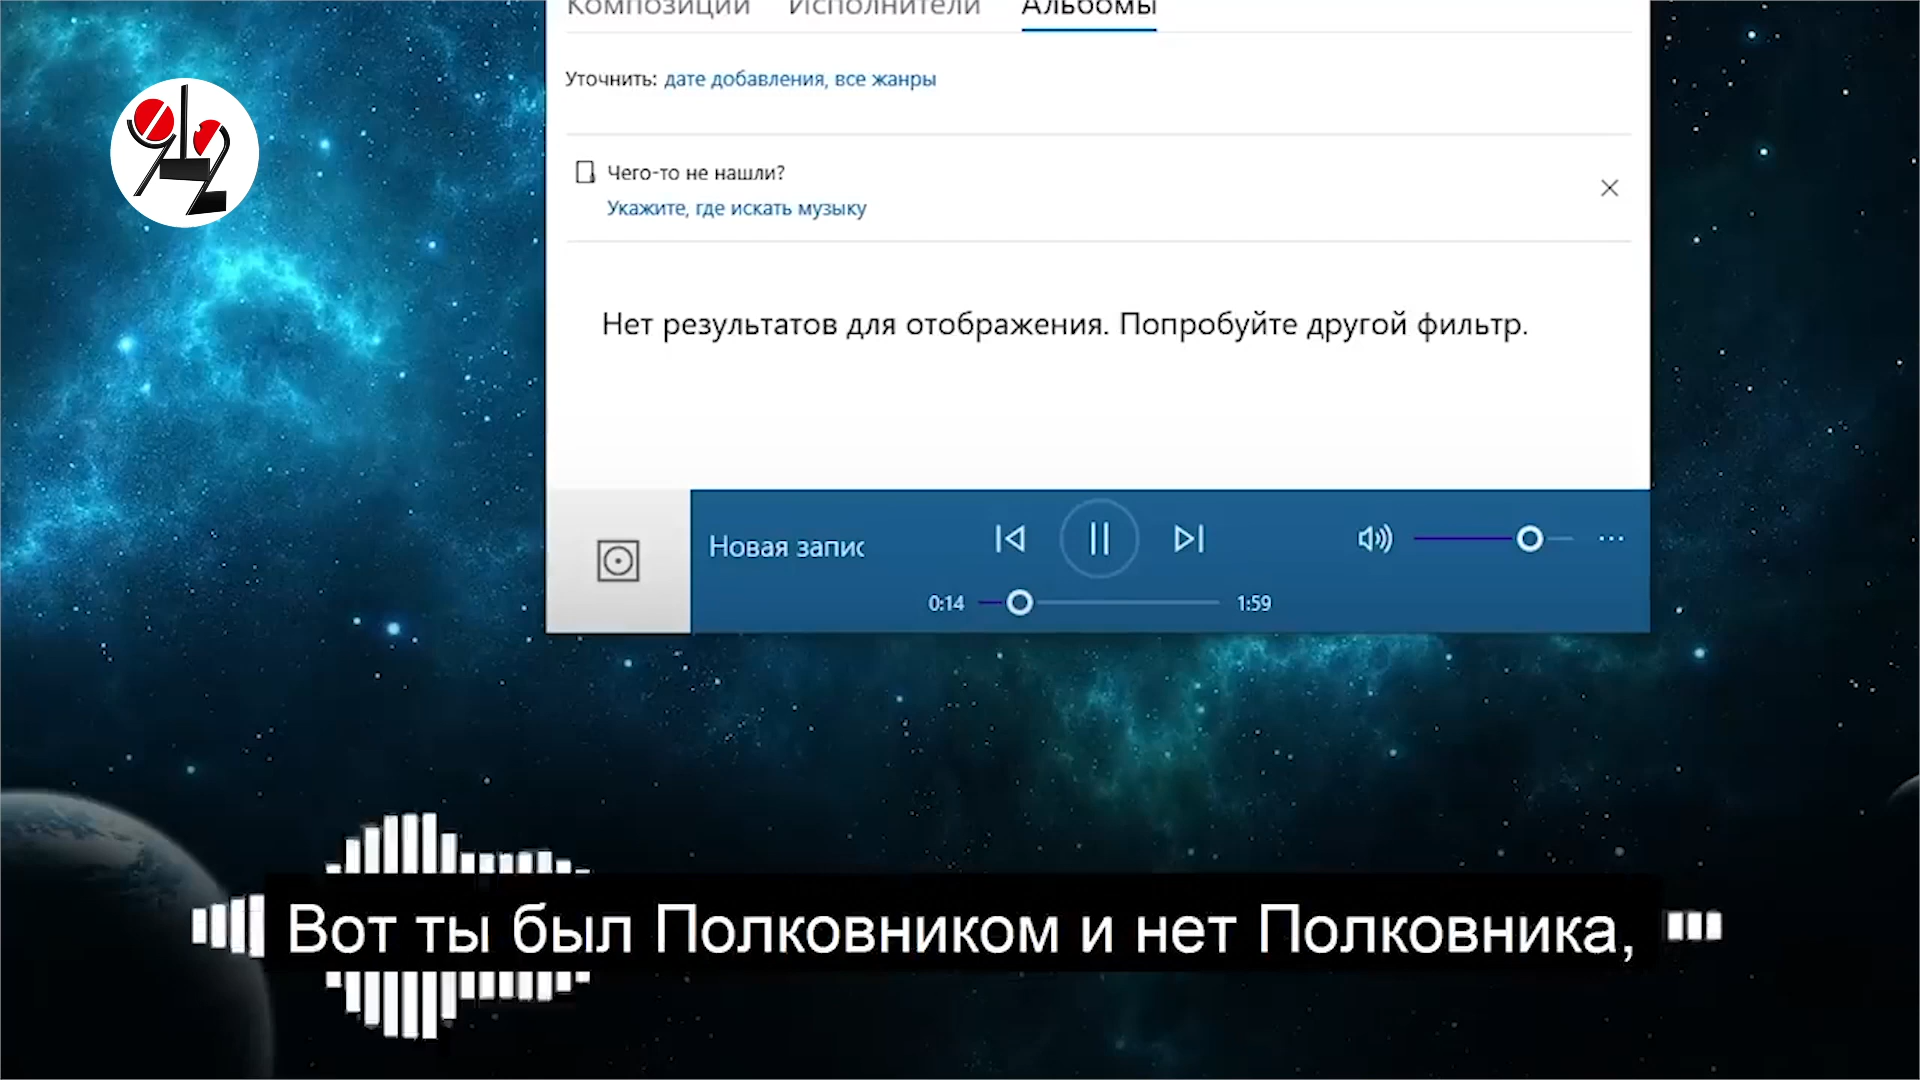 Композиции Исполнители Альбомы
Уточнить: дате добавления, все жанры
Чего-то не нашли?
Укажите, где искать музыку
Нет результатов для отображения. Попробуйте другой фильтр.
Новая запис
0:14 1:59
Вот ты был Полковником и нет Полковника,